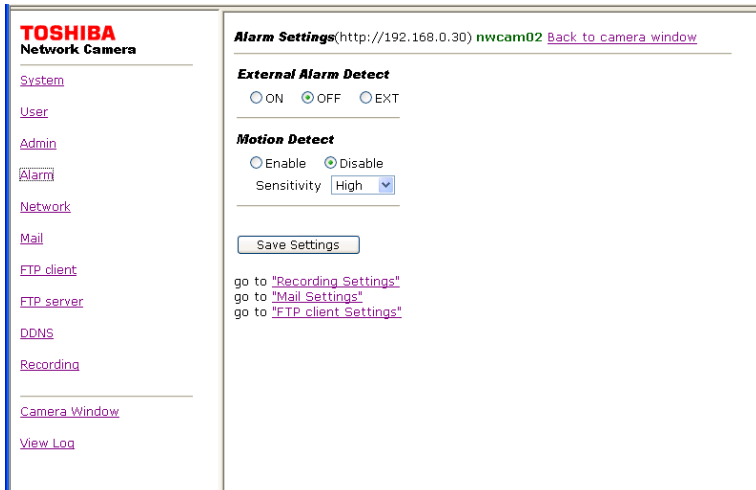 TOSHIBA
Network Camera
System
User
Admin
Alarm
Network
Mail
FTP client
FTP server
DDNS
Recording
Camera Window
View Log
Alarm Settings(http://192.168.0.30) nwcam02 Back to camera window
External Alarm Detect
ON OFF EXT
Motion Detect
Enable Disable
Sensitivity High
Save Settings
go to "Recording Settings"
go to "Mail Settings"
go to "FTP client Settings"